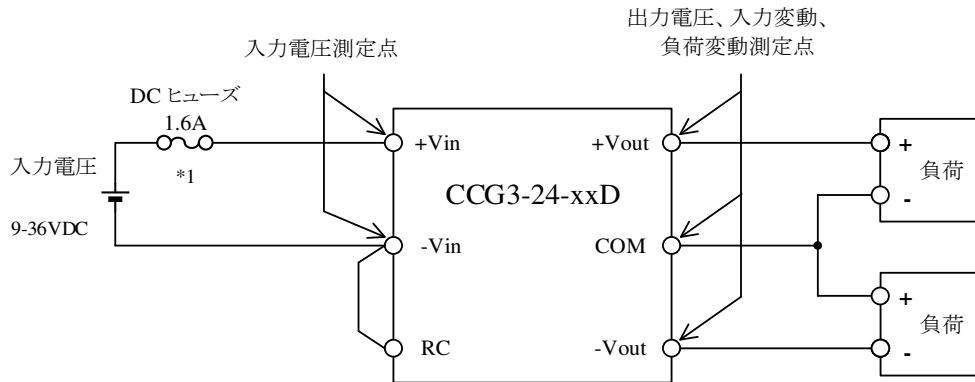 出力電圧、入力変動、
負荷変動測定点
入力電圧測定点
DC ヒューズ
1.6A
*1
入力電圧
9-36VDC
+Vin
+Vout
CCG3-24-xxD
-Vin
COM
RC
-Vout
+
負荷
-
+
負荷
-